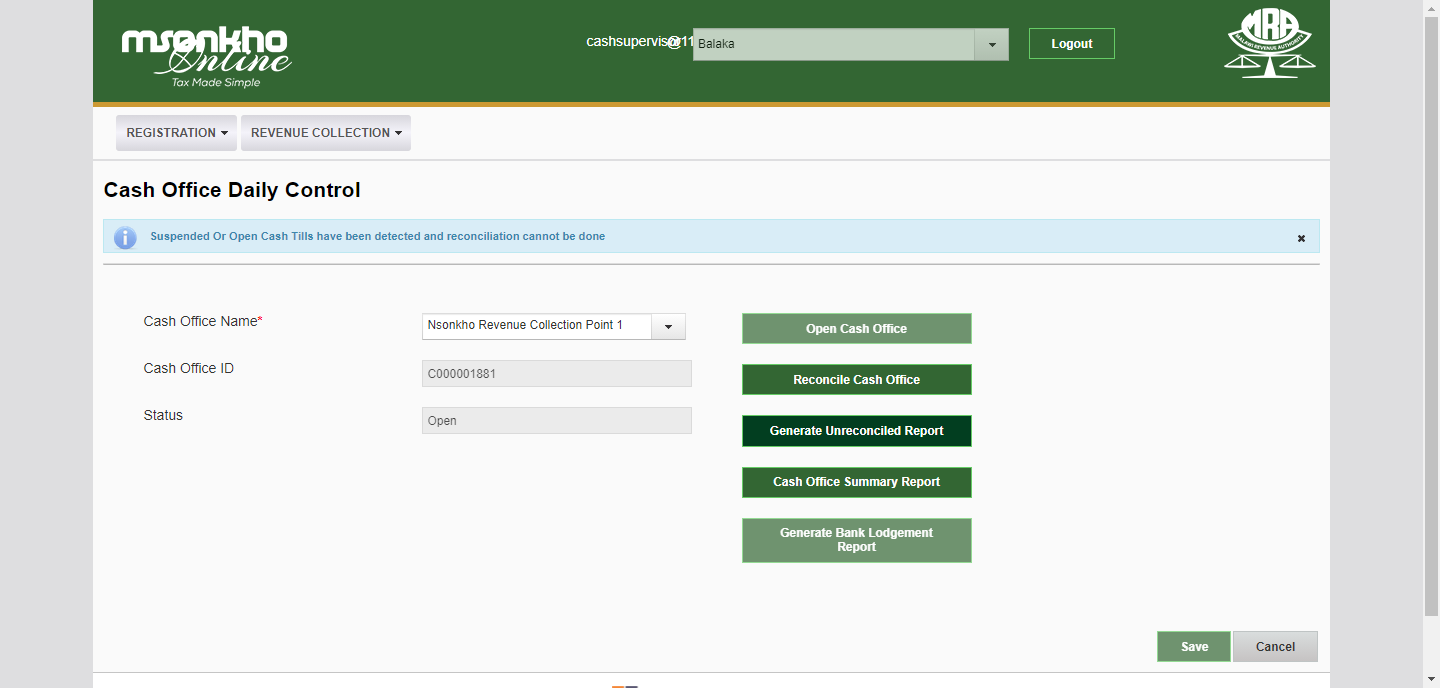 msonkho
Online
Tax Made Simple
cashsupervisor11
@
Balaka
Logout
MRA
MALAWI REVENUE AUTHORITY
REGISTRATION
REVENUE COLLECTION
Cash Office Daily Control
Suspended Or Open Cash Tills have been detected and reconciliation cannot be done
Cash Office Name*
Nsonkho Revenue Collection Point 1
Open Cash Office
Cash Office ID
C000001881
Reconcile Cash Office
Status
Open
Generate Unreconciled Report
Cash Office Summary Report
Generate Bank Lodgement
Report
Save
Cancel